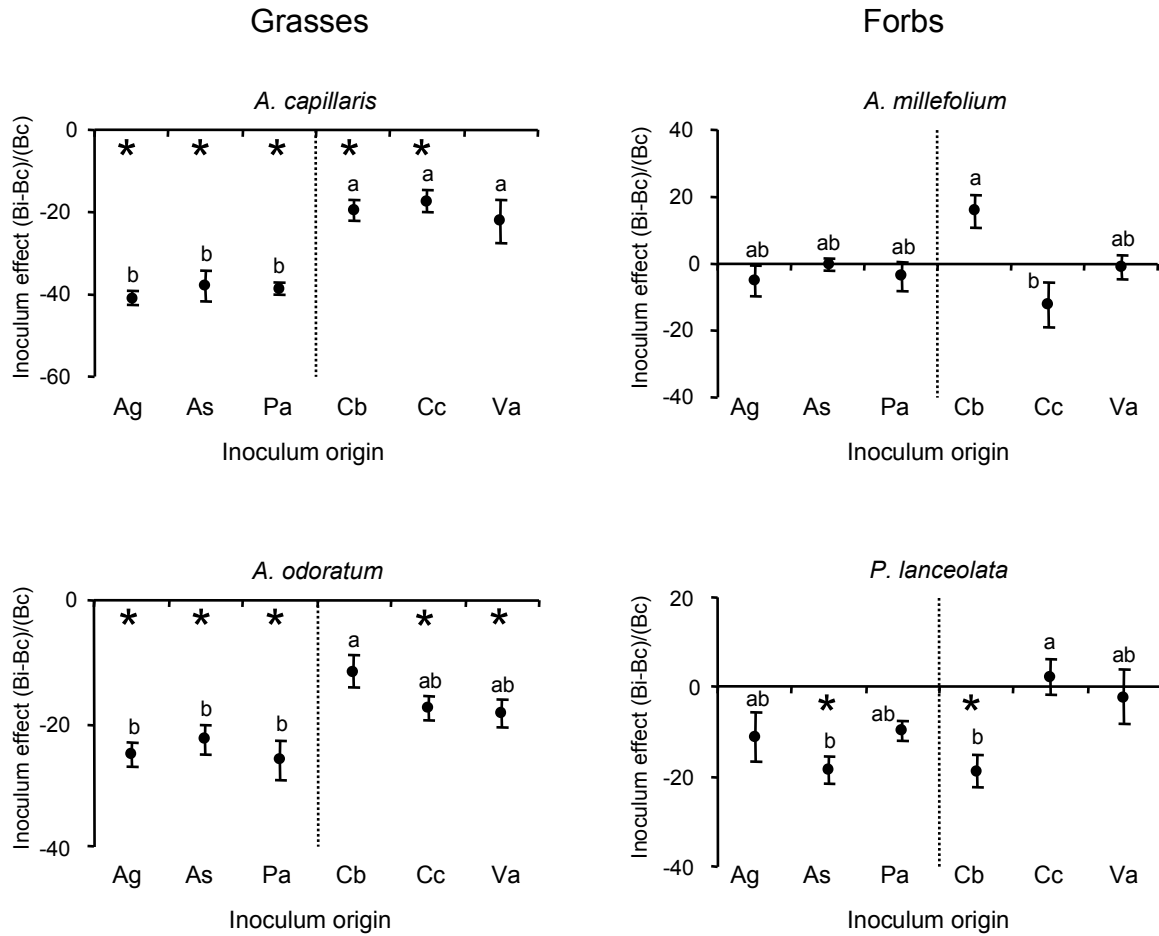 Grasses
Forbs
A. capillaris
Inoculum effect (Bi-Bc)/(Bc)
0
-20
-40
-60
* * * * *
b b b a a a
Ag As Pa Cb Cc Va
Inoculum origin
A. millefolium
Inoculum effect (Bi-Bc)/(Bc)
40
20
0
-20
-40
ab ab ab a b ab
Ag As Pa Cb Cc Va
Inoculum origin
A. odoratum
Inoculum effect (Bi-Bc)/(Bc)
0
-20
-40
* * * * *
b b b a ab ab
Ag As Pa Cb Cc Va
Inoculum origin
P. lanceolata
Inoculum effect (Bi-Bc)/(Bc)
20
0
-20
-40
* *
ab b ab b a ab
Ag As Pa Cb Cc Va
Inoculum origin